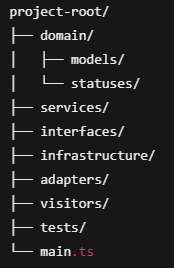 project-root/
├── domain/
│   ├── models/
│   └── statuses/
├── services/
├── interfaces/
├── infrastructure/
├── adapters/
├── visitors/
├── tests/
└── main.ts